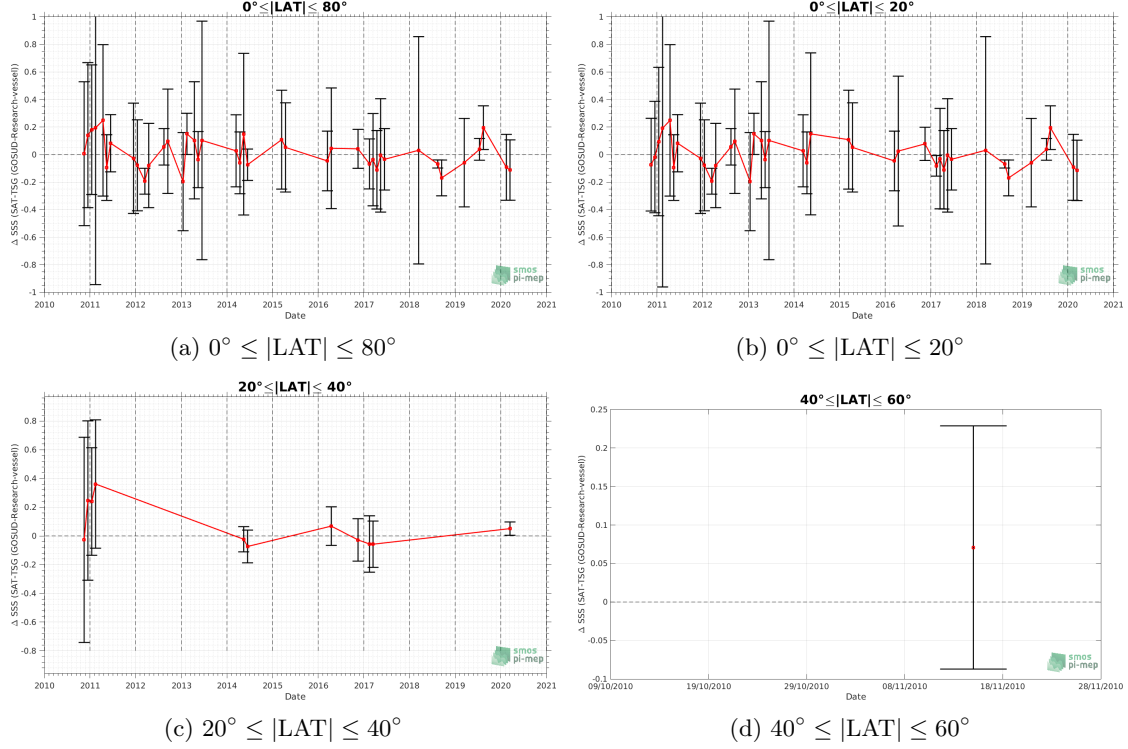 0°≤|LAT|≤ 80°
Δ SSS (SAT-TSG (GOSUD-Research-vessel))
1
0.8
0.6
0.4
0.2
0
-0.2
-0.4
-0.6
-0.8
-1
2010 2011 2012 2013 2014 2015 2016 2017 2018 2019 2020 2021
Date
smos
pi-mep
(a) 0° ≤ |LAT| ≤ 80°
0°≤|LAT|≤ 20°
Δ SSS (SAT-TSG (GOSUD-Research-vessel))
1
0.8
0.6
0.4
0.2
0
-0.2
-0.4
-0.6
-0.8
-1
2010 2011 2012 2013 2014 2015 2016 2017 2018 2019 2020 2021
Date
smos
pi-mep
(b) 0° ≤ |LAT| ≤ 20°
20°≤|LAT|≤ 40°
Δ SSS (SAT-TSG (GOSUD-Research-vessel))
0.8
0.6
0.4
0.2
0
-0.2
-0.4
-0.6
-0.8
2010 2011 2012 2013 2014 2015 2016 2017 2018 2019 2020 2021
Date
smos
pi-mep
(c) 20° ≤ |LAT| ≤ 40°
40°≤|LAT|≤ 60°
Δ SSS (SAT-TSG (GOSUD-Research-vessel))
0.25
0.2
0.15
0.1
0.05
0
-0.05
-0.1
09/10/2010 19/10/2010 29/10/2010 08/11/2010 18/11/2010 28/11/2010
Date
smos
pi-mep
(d) 40° ≤ |LAT| ≤ 60°